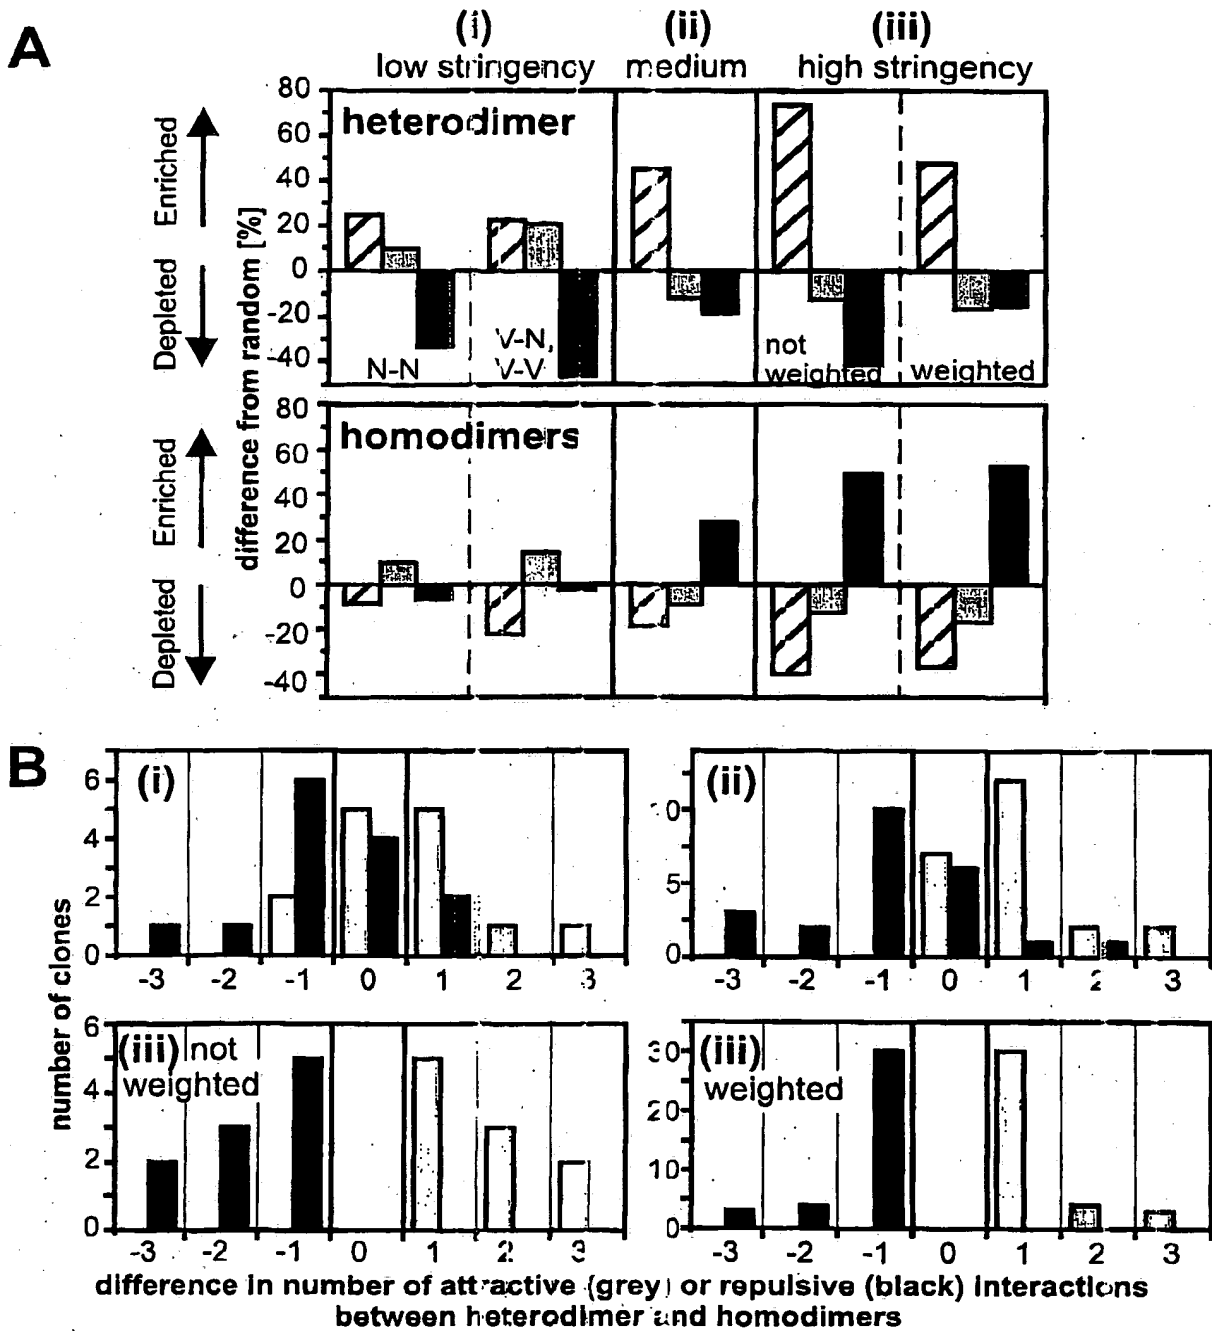 A
(i)
(ii)
(iii)
low stringency
medium
high stringency
Enriched
Depleted
difference from random [%]
80
60
40
20
0
-20
-40
heterodimer
N-N
V-N,
V-V
not
weighted
weighted
Enriched
Depleted
80
60
40
20
0
-20
-40
homodimers
B
number of clones
(i)
6
4
2
0
-3 -2 -1 0 1 2 3
(ii)
10
5
0
-3 -2 -1 0 1 2 3
(iii) not
weighted
6
4
2
0
-3 -2 -1 0 1 2 3
(iii)
weighted
30
20
10
0
-3 -2 -1 0 1 2 3
difference in number of attractive (grey) or repulsive (black) interactions
between heterodimer and homodimers